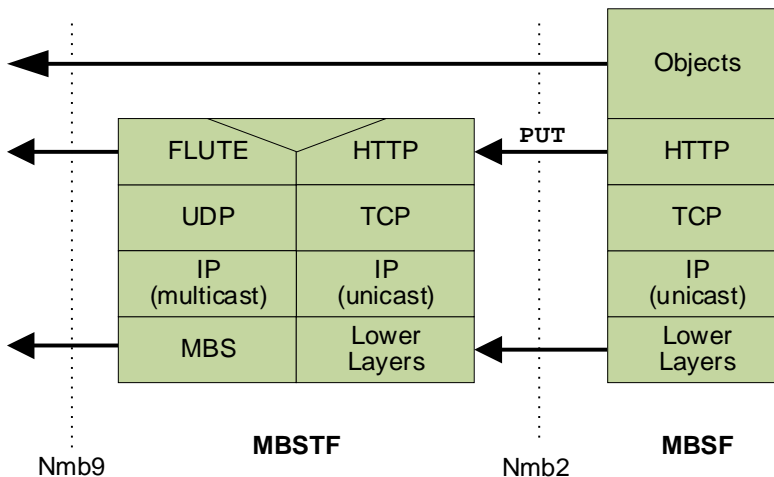 Objects
FLUTE
HTTP
PUT
HTTP
UDP
TCP
TCP
IP
(multicast)
IP
(unicast)
IP
(unicast)
MBS
Lower
Layers
Lower
Layers
MBSTF
MBSF
Nmb9
Nmb2